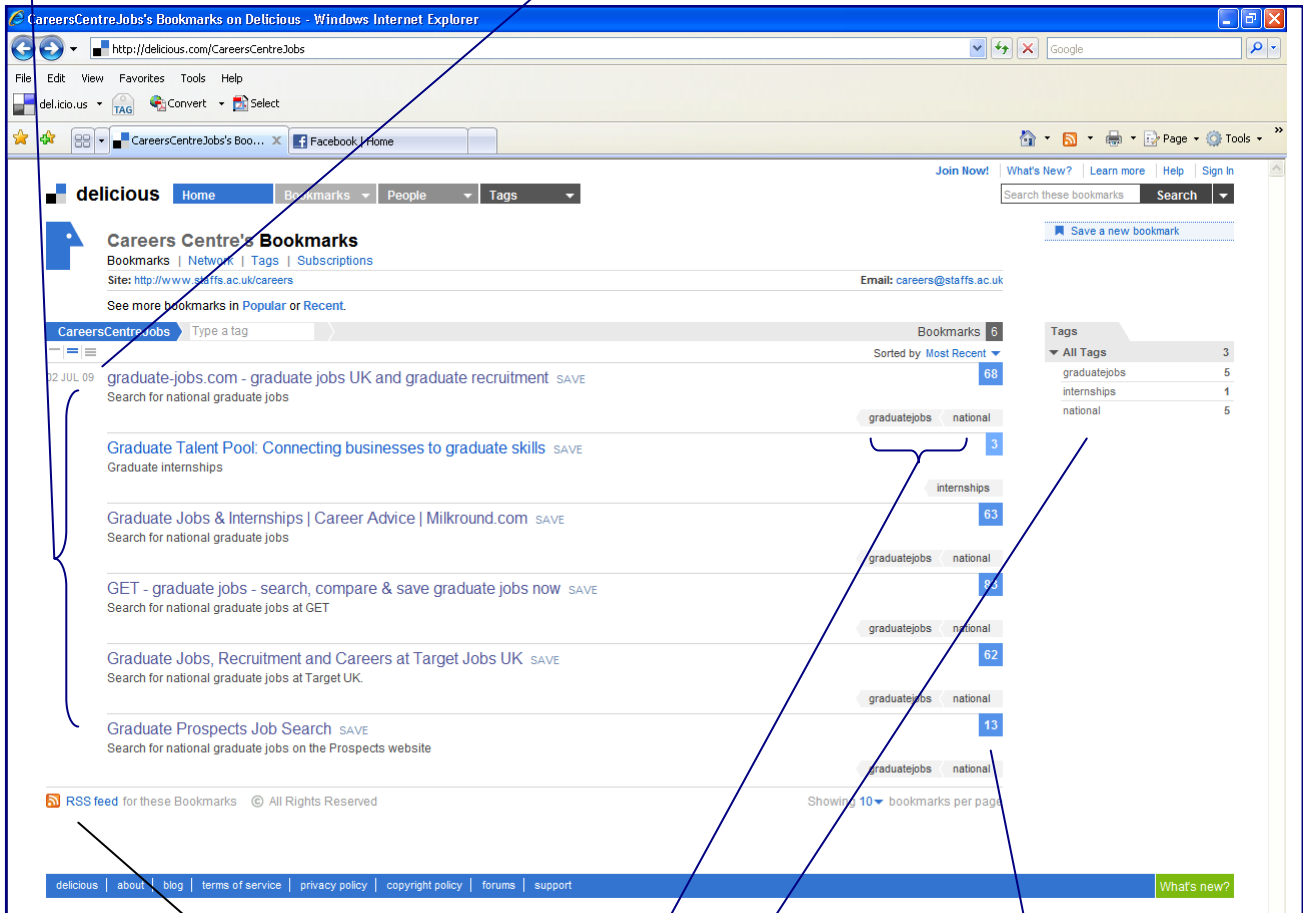 CareersCentreJobs's Bookmarks on Delicious - Windows Internet Explorer
http://delicious.com/CareersCentreJobs
Google
File Edit View Favorites Tools Help
del.icio.us TAG Convert Select
CareersCentreJobs's Boo... X Facebook | Home Page Tools »
Join Now! What's New? Learn more Help Sign In
delicious Home Bookmarks People Tags Search these bookmarks Search
Careers Centre's Bookmarks Save a new bookmark
Bookmarks | Network | Tags | Subscriptions
Site: http://www.staffs.ac.uk/careers Email: careers@staffs.ac.uk
See more bookmarks in Popular or Recent.
CareersCentreJobs Type a tag Bookmarks 6 Tags
Sorted by Most Recent All Tags 3
02 JUL 09 graduate-jobs.com - graduate jobs UK and graduate recruitment SAVE 68 graduatejobs 5
Search for national graduate jobs internships 1
graduatejobs national national 5
Graduate Talent Pool: Connecting businesses to graduate skills SAVE 3
Graduate internships
internships
Graduate Jobs & Internships | Career Advice | Milkround.com SAVE 63
Search for national graduate jobs
graduatejobs national
GET - graduate jobs - search, compare & save graduate jobs now SAVE
Search for national graduate jobs at GET
graduatejobs national
Graduate Jobs, Recruitment and Careers at Target Jobs UK SAVE 62
Search for national graduate jobs at Target UK.
graduatejobs national
Graduate Prospects Job Search SAVE 13
Search for national graduate jobs on the Prospects website
graduatejobs national
RSS feed for these Bookmarks © All Rights Reserved Showing 10 bookmarks per page
delicious | about | blog | terms of service | privacy policy | copyright policy | forums | support What's new?